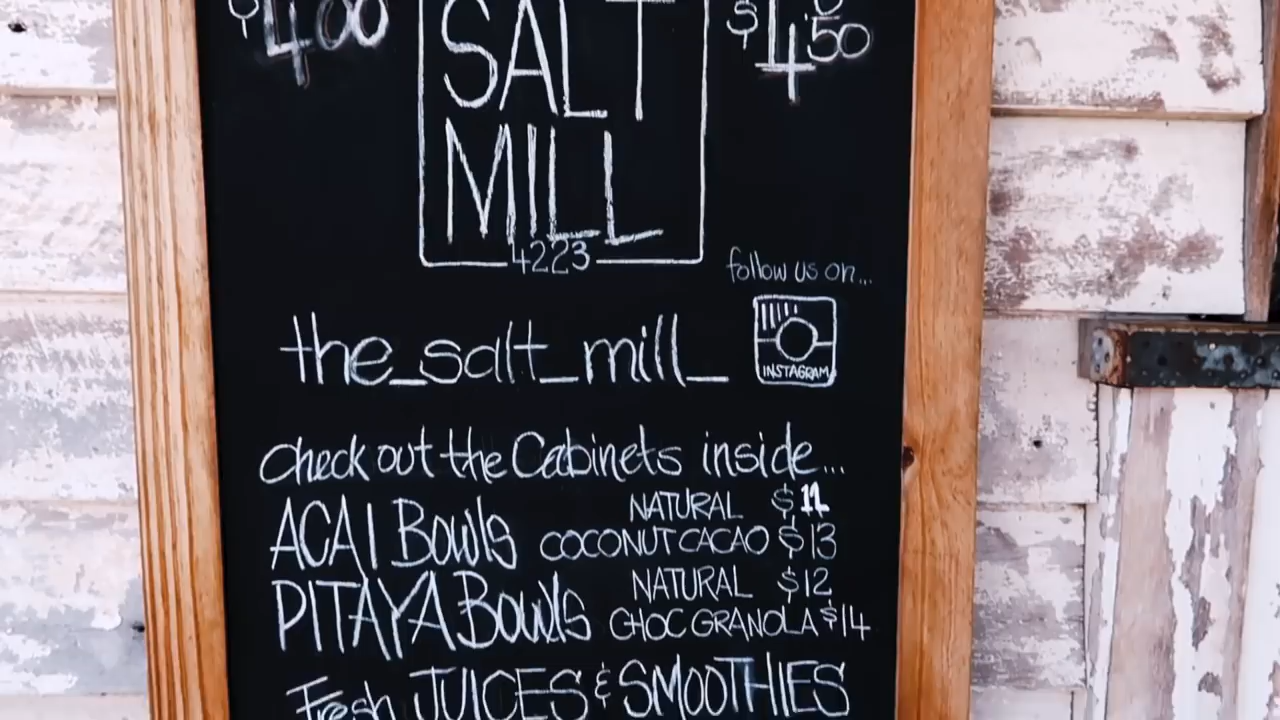 $4.00 SALT $4.50
MILL
4223
follow us on...
the_salt_mill_
INSTAGRAM
check out the Cabinets inside...
ACAI Bowls NATURAL $11
COCONUT CACAO $13
PITAYA Bowls NATURAL $12
CHOC GRANOLA $14
Fresh JUICES & SMOOTHIES